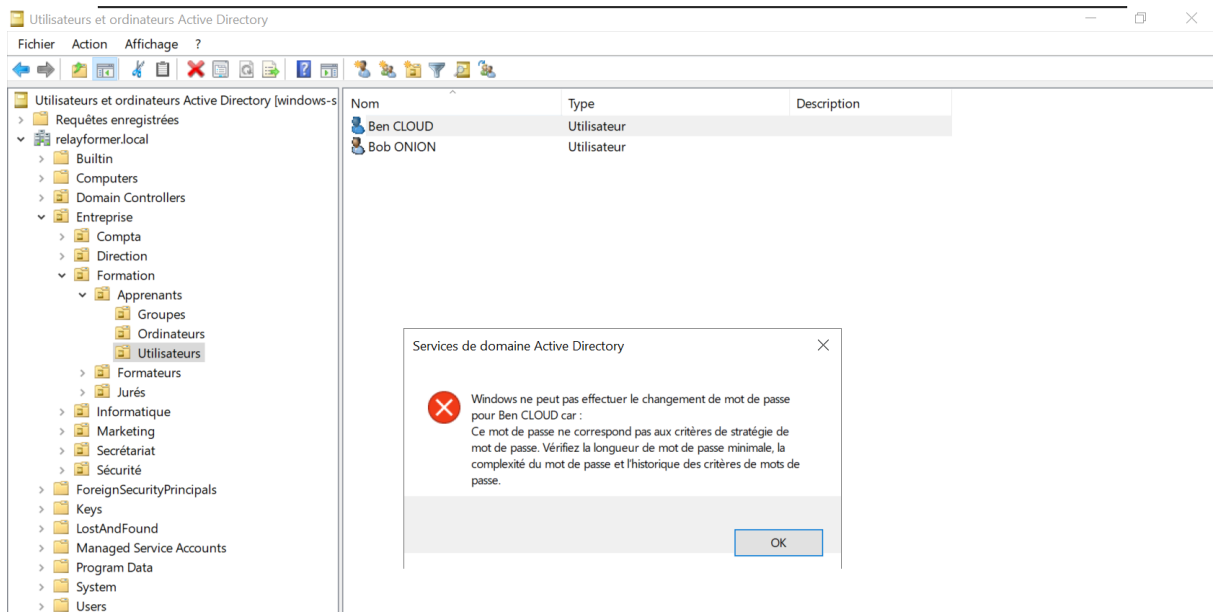 Utilisateurs et ordinateurs Active Directory
Fichier Action Affichage ?
Utilisateurs et ordinateurs Active Directory [windows-s
Requêtes enregistrées
relayformer.local
Builtin
Computers
Domain Controllers
Entreprise
Compta
Direction
Formation
Apprenants
Groupes
Ordinateurs
Utilisateurs
Formateurs
Jurés
Informatique
Marketing
Secrétariat
Sécurité
ForeignSecurityPrincipals
Keys
LostAndFound
Managed Service Accounts
Program Data
System
Users
Nom Type Description
Ben CLOUD Utilisateur
Bob ONION Utilisateur
Services de domaine Active Directory
Windows ne peut pas effectuer le changement de mot de passe
pour Ben CLOUD car :
Ce mot de passe ne correspond pas aux critères de stratégie de
mot de passe. Vérifiez la longueur de mot de passe minimale, la
complexité du mot de passe et l'historique des critères de mots de
passe.
OK